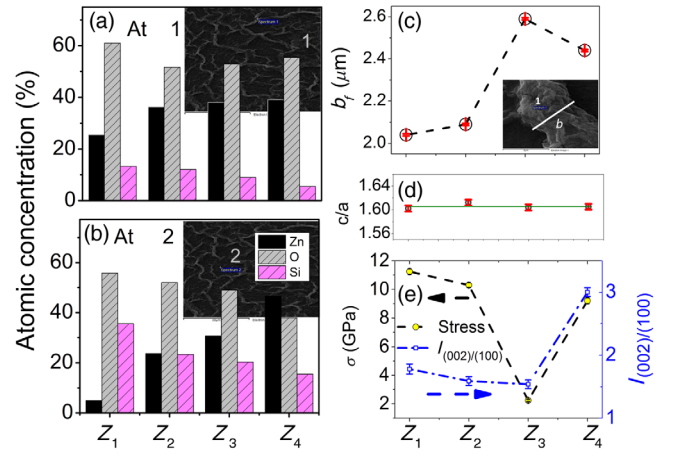 Atomic concentration (%)
(a) At 1
60
40
20
0
Spectrum 1
1
(b) At 2
60
40
20
0
2
Spectrum 2
Zn
O
Si
Z1 Z2 Z3 Z4
(c)
bf (μm)
2.6
2.4
2.2
2.0
1
b
(d)
c/a
1.64
1.60
1.56
(e)
σ (GPa)
12
10
8
6
4
2
Stress
I(002)/(100)
3
2
1
I(002)/(100)
Z1 Z2 Z3 Z4